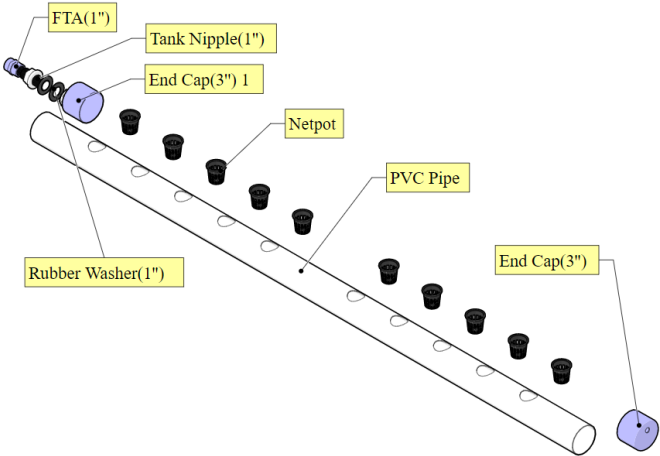 FTA(1")
Tank Nipple(1")
End Cap(3") 1
Netpot
PVC Pipe
End Cap(3")
Rubber Washer(1")